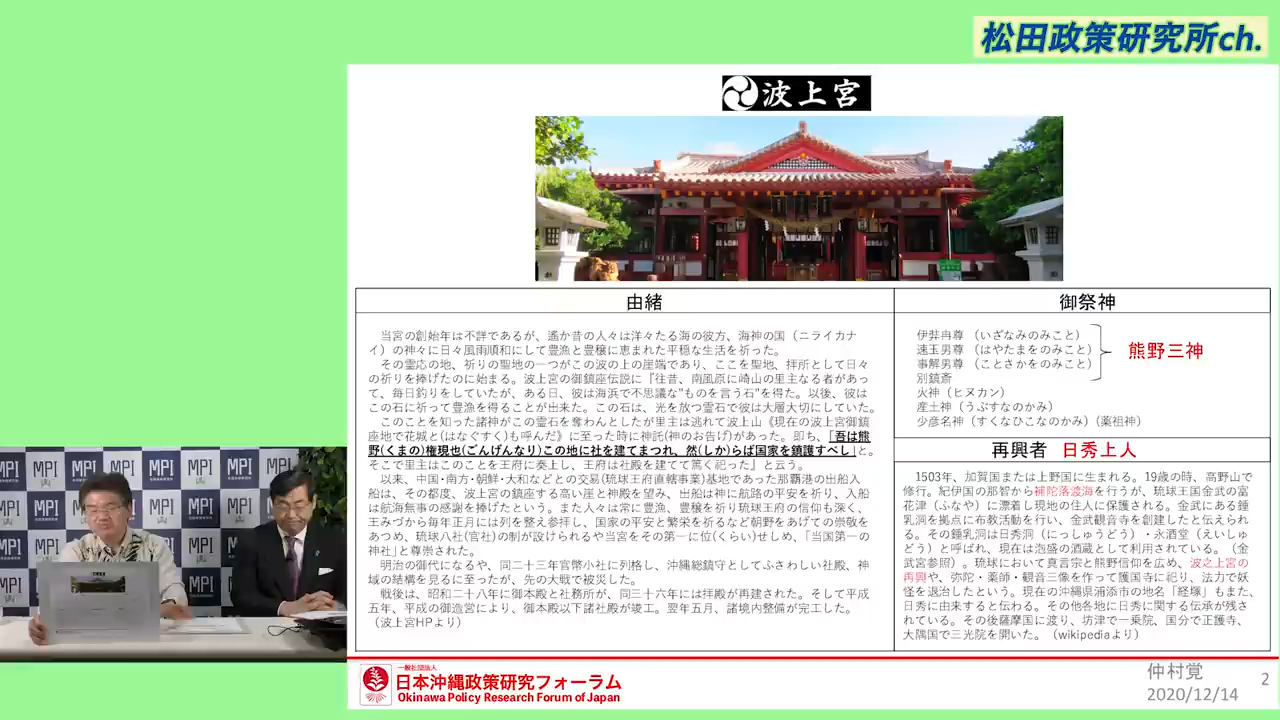 松田政策研究所ch.
波上宮
由緒
当宮の創始年は不詳であるが、遙か昔の人々は洋々たる海の彼方、海神の国（ニライカナ
イ）の神々に日々風雨順和にして豊漁と豊穣に恵まれた平穏な生活を祈った。
その霊応の地、祈りの聖地の一つがこの波の上の崖端であり、ここを聖地、拝所として日々
の祈りを捧げたのに始まる。波上宮の御鎮座伝説に『往昔、南風原に崎山の里主なる者があっ
て、毎日釣りをしていたが、ある日、彼は海浜で不思議な"ものを言う石"を得た。以後、彼は
この石に祈って豊漁を得ることが出来た。この石は、光を放つ霊石で彼は大層大切にしていた。
このことを知った諸神がこの霊石を奪わんとしたが里主は逃れて波上山《現在の波上宮御鎮
座地で花城と(はなぐすく)も呼んだ》に至った時に神託(神のお告げ)があった。即ち、「吾は熊
野(くまの)権現也(ごんげんなり)この地に社を建てまつれ、然(しか)らば国家を鎮護すべし」と。
そこで里主はこのことを王府に奏上し、王府は社殿を建てて篤く祀った』と云う。
以来、中国・南方・朝鮮・大和などとの交易(琉球王府直轄事業)基地であった那覇港の出船入
は、その都度、波上宮の鎮座する高い崖と神殿を望み、出船は神に航路の平安を祈り、入船
は航海無事の感謝を捧げたという。また人々は常に豊漁、豊穣を祈り琉球王府の信仰も深く、
王みづから毎年正月には列を整え参拝し、国家の平安と繁栄を祈るなど朝野をあげての崇敬を
あつめ、琉球八社(官社)の制が設けられるや当宮をその第一に位(くらい)せしめ、「当国第一の
神社」と尊崇された。
明治の御代になるや、同二十三年官幣小社に列格し、沖縄総鎮守としてふさわしい社殿、神
域の結構を見るに至ったが、先の大戦で被災した。
戦後は、昭和二十八年に御本殿と社務所が、同三十六年には拝殿が再建された。そして平成
五年、平成の御造営により、御本殿以下諸社殿が竣工。翌年五月、諸境内整備が完工した。
（波上宮HPより）
御祭神
伊弉冉尊（いざなみのみこと）
速玉男尊（はやたまをのみこと）
事解男尊（ことさかをのみこと）
熊野三神
別鎮斎
火神（ヒヌカン）
産土神（うぶすなのかみ）
少彦名神（すくなひこなのかみ）（薬祖神）
再興者　日秀上人
1503年、加賀国または上野国に生まれる。19歳の時、高野山で
修行。紀伊国の那智から補陀落渡海を行うが、琉球王国金武の富
花津（ふなや）に漂着し現地の住人に保護される。金武にある鍾
乳洞を拠点に布教活動を行い、金武観音寺を創建したと伝えられ
る。その鍾乳洞は日秀洞（にっしゅうどう）・永酒堂（えいしゅ
どう）と呼ばれ、現在は泡盛の酒蔵として利用されている。（金
武宮参照）。琉球において真言宗と熊野信仰を広め、波之上宮の
再興や、弥陀・薬師・観音三像を作って護国寺に祀り、法力で妖
怪を退治したという。現在の沖縄県浦添市の地名「経塚」もまた、
日秀に由来すると伝わる。その他各地に日秀に関する伝承が残さ
れている。その後薩摩国に渡り、坊津で一乗院、国分で正護寺、
大隅国で三光院を開いた。（wikipediaより）
MPI
一般社団法人
日本沖縄政策研究フォーラム
Okinawa Policy Research Forum of Japan
仲村覚
2020/12/14
2